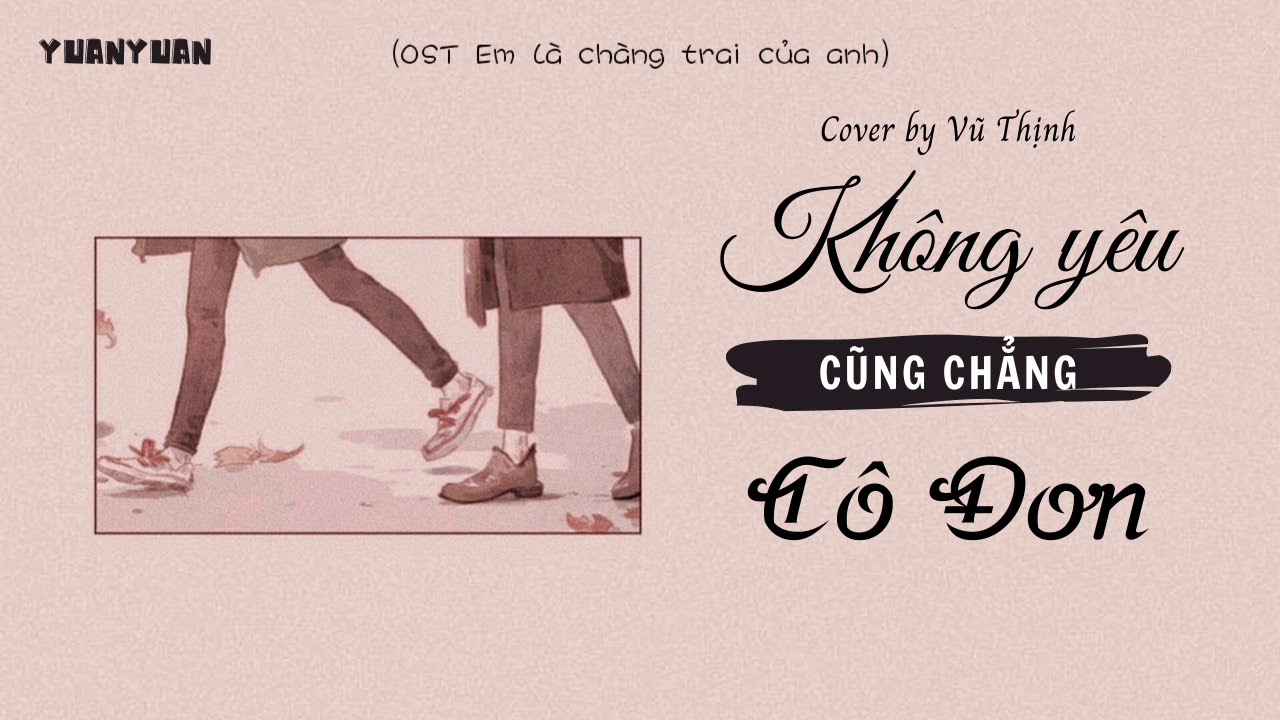 YUANYUAN
(OST Em là chàng trai của anh)
Cover by Vũ Thịnh
Không yêu
CŨNG CHẲNG
Cô Đơn